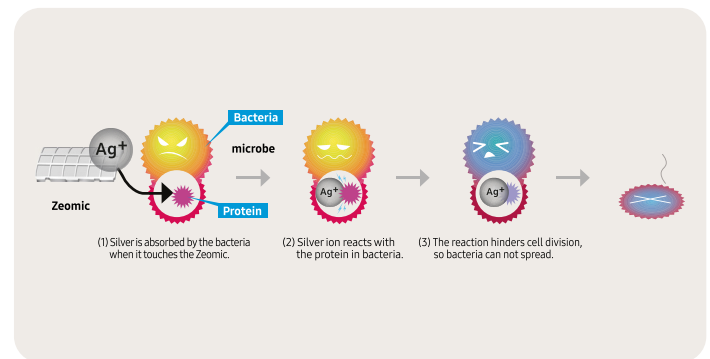 Bacteria
Ag+
microbe
Zeomic
Protein
Ag+
Ag+
(1) Silver is absorbed by the bacteria
when it touches the Zeomic.
(2) Silver ion reacts with
the protein in bacteria.
(3) The reaction hinders cell division,
so bacteria can not spread.